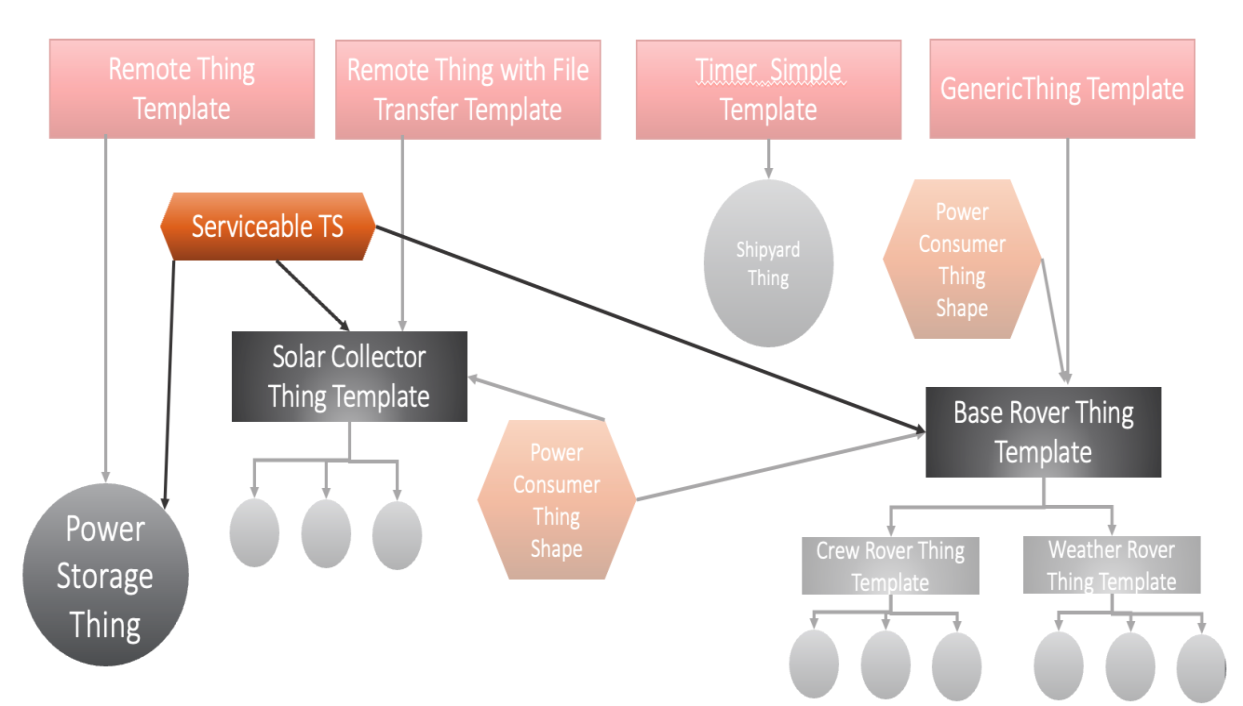 Remote Thing
Template
Remote Thing with File
Transfer Template
Timer Simple
Template
GenericThing Template
Serviceable TS
Shipyard
Thing
Power
Consumer
Thing
Shape
Solar Collector
Thing Template
Base Rover Thing
Template
Power
Consumer
Thing
Shape
Power
Storage
Thing
Crew Rover Thing
Template
Weather Rover
Thing Template